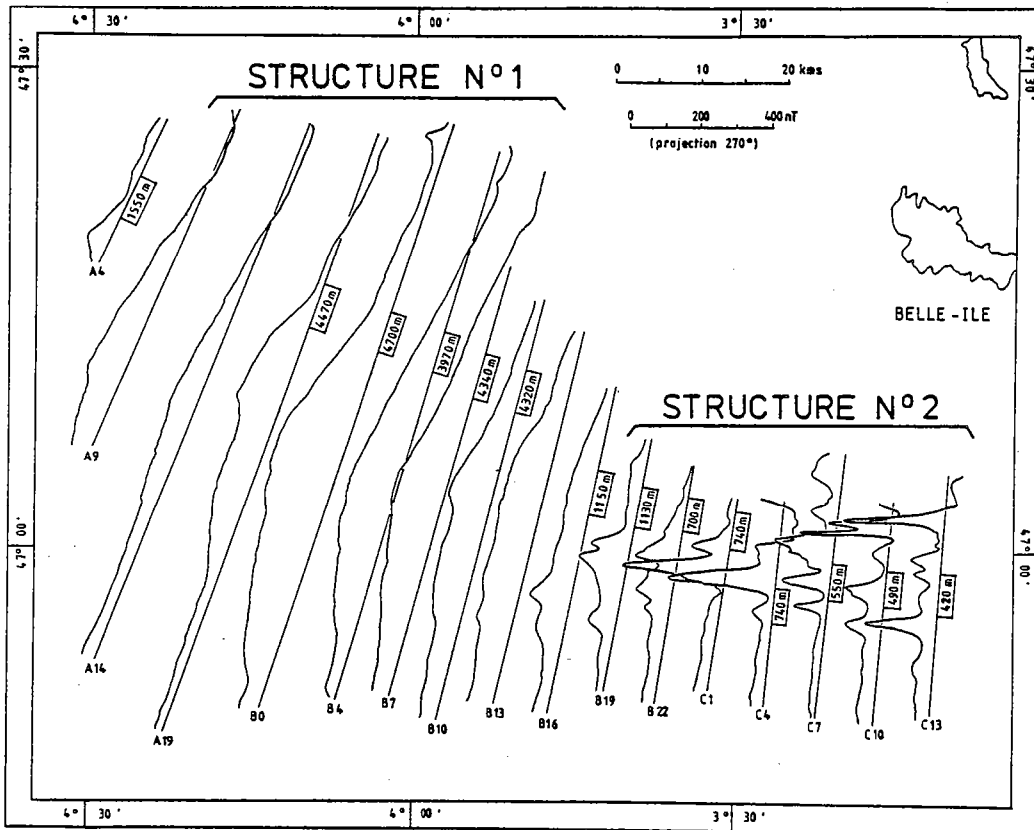 4° 30'
4° 00'
3° 30'
47° 30'
47° 30'
STRUCTURE N° 1
0 10 20 kms
0 200 400 nT
(projection 270°)
BELLE-ILE
STRUCTURE N° 2
1550 m
4470 m
4700 m
3970 m
4340 m
4320 m
1150 m
1130 m
700 m
740 m
740 m
550 m
490 m
420 m
47° 00'
47° 00'
A4
A9
A14
A19
B0
B4
B7
B10
B13
B16
B19
B22
C1
C4
C7
C10
C13
4° 30'
4° 00'
3° 30'